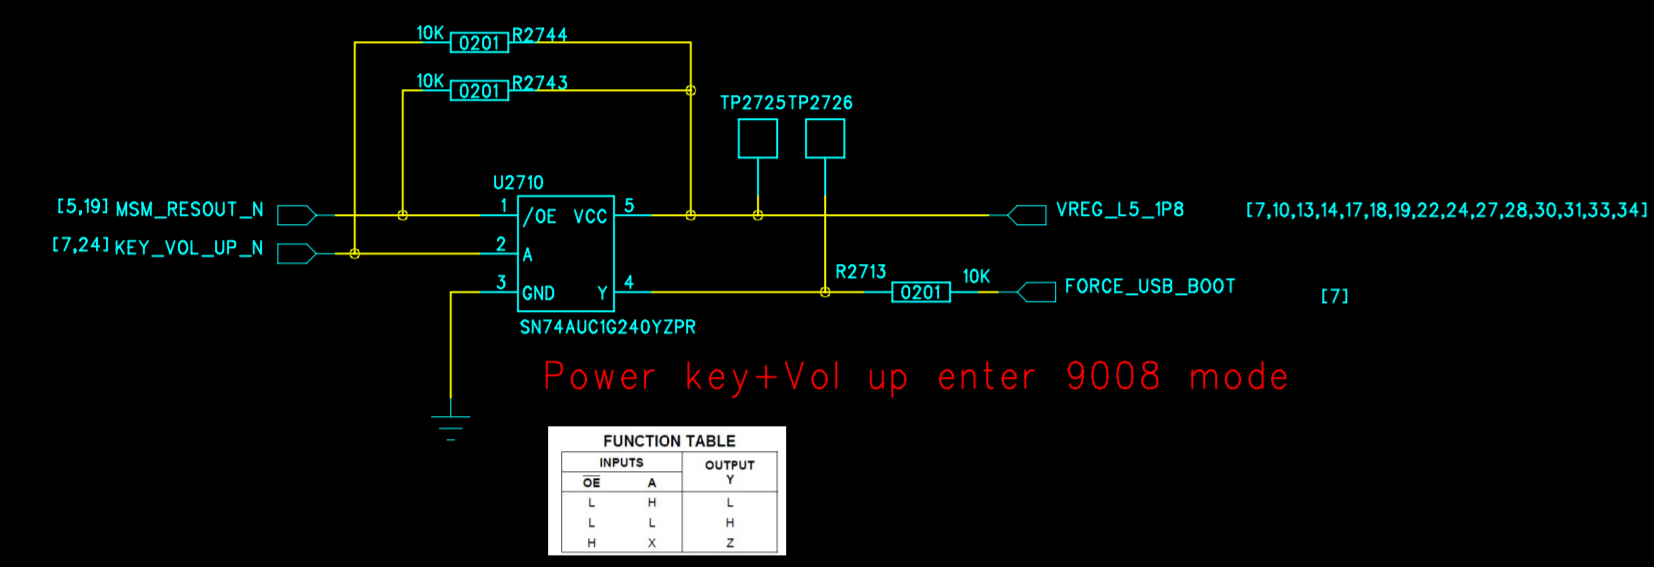 10K 0201 R2744
10K 0201 R2743
TP2725 TP2726
U2710
[5,19] MSM_RESOUT_N 1 /OE VCC 5 VREG_L5_1P8 [7,10,13,14,17,18,19,22,24,27,28,30,31,33,34]
[7,24] KEY_VOL_UP_N 2 A
R2713 10K
3 GND Y 4 0201 FORCE_USB_BOOT [7]
SN74AUC1G240YZPR
Power key+Vol up enter 9008 mode
FUNCTION TABLE
INPUTS OUTPUT
OE A Y
L H L
L L H
H X Z